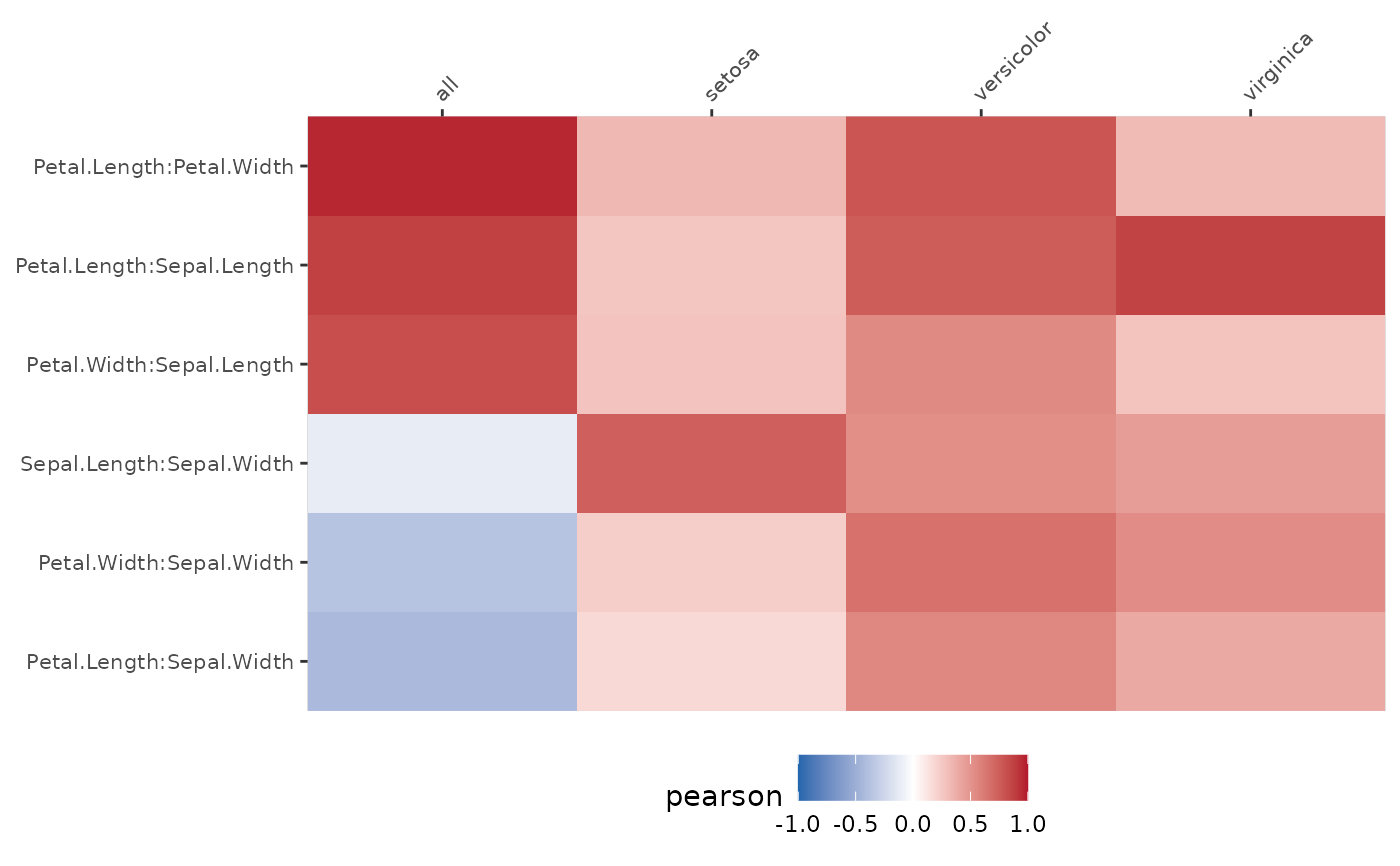 all
setosa
versicolor
virginica
Petal.Length:Petal.Width
Petal.Length:Sepal.Length
Petal.Width:Sepal.Length
Sepal.Length:Sepal.Width
Petal.Width:Sepal.Width
Petal.Length:Sepal.Width
pearson
-1.0 -0.5 0.0 0.5 1.0